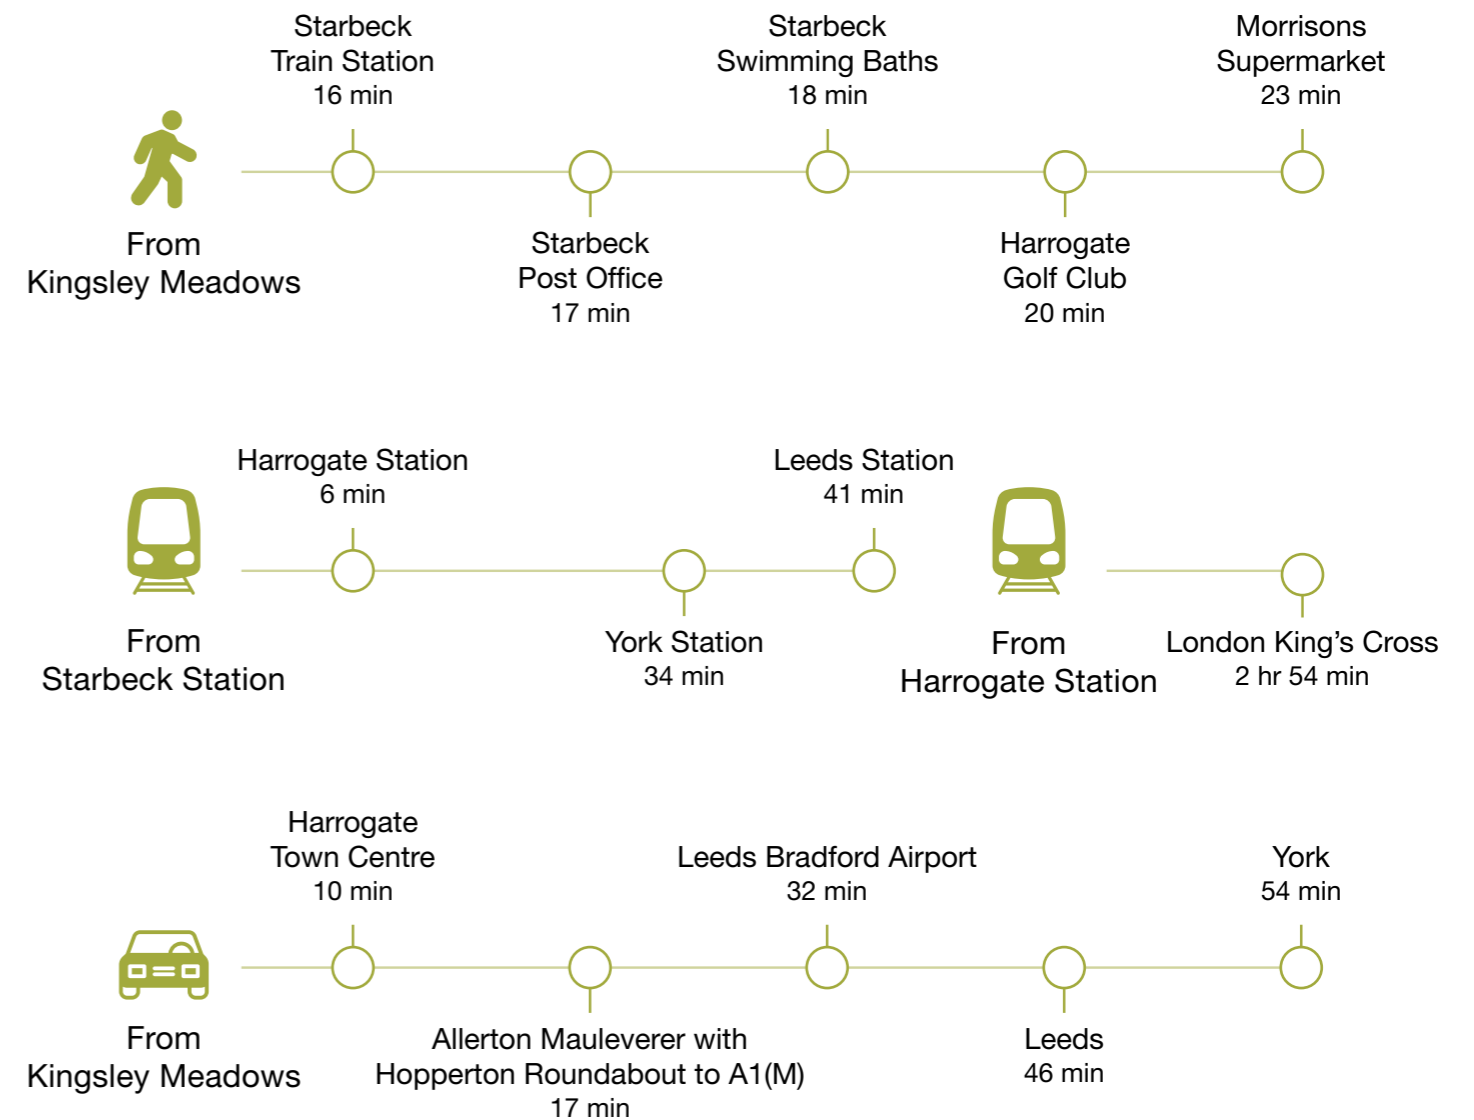 Starbeck
Train Station
16 min
Starbeck
Swimming Baths
18 min
Morrisons
Supermarket
23 min
From
Kingsley Meadows
Starbeck
Post Office
17 min
Harrogate
Golf Club
20 min
Harrogate Station
6 min
Leeds Station
41 min
From
Starbeck Station
York Station
34 min
From
Harrogate Station
London King's Cross
2 hr 54 min
Harrogate
Town Centre
10 min
Leeds Bradford Airport
32 min
York
54 min
From
Kingsley Meadows
Allerton Mauleverer with
Hopperton Roundabout to A1(M)
17 min
Leeds
46 min